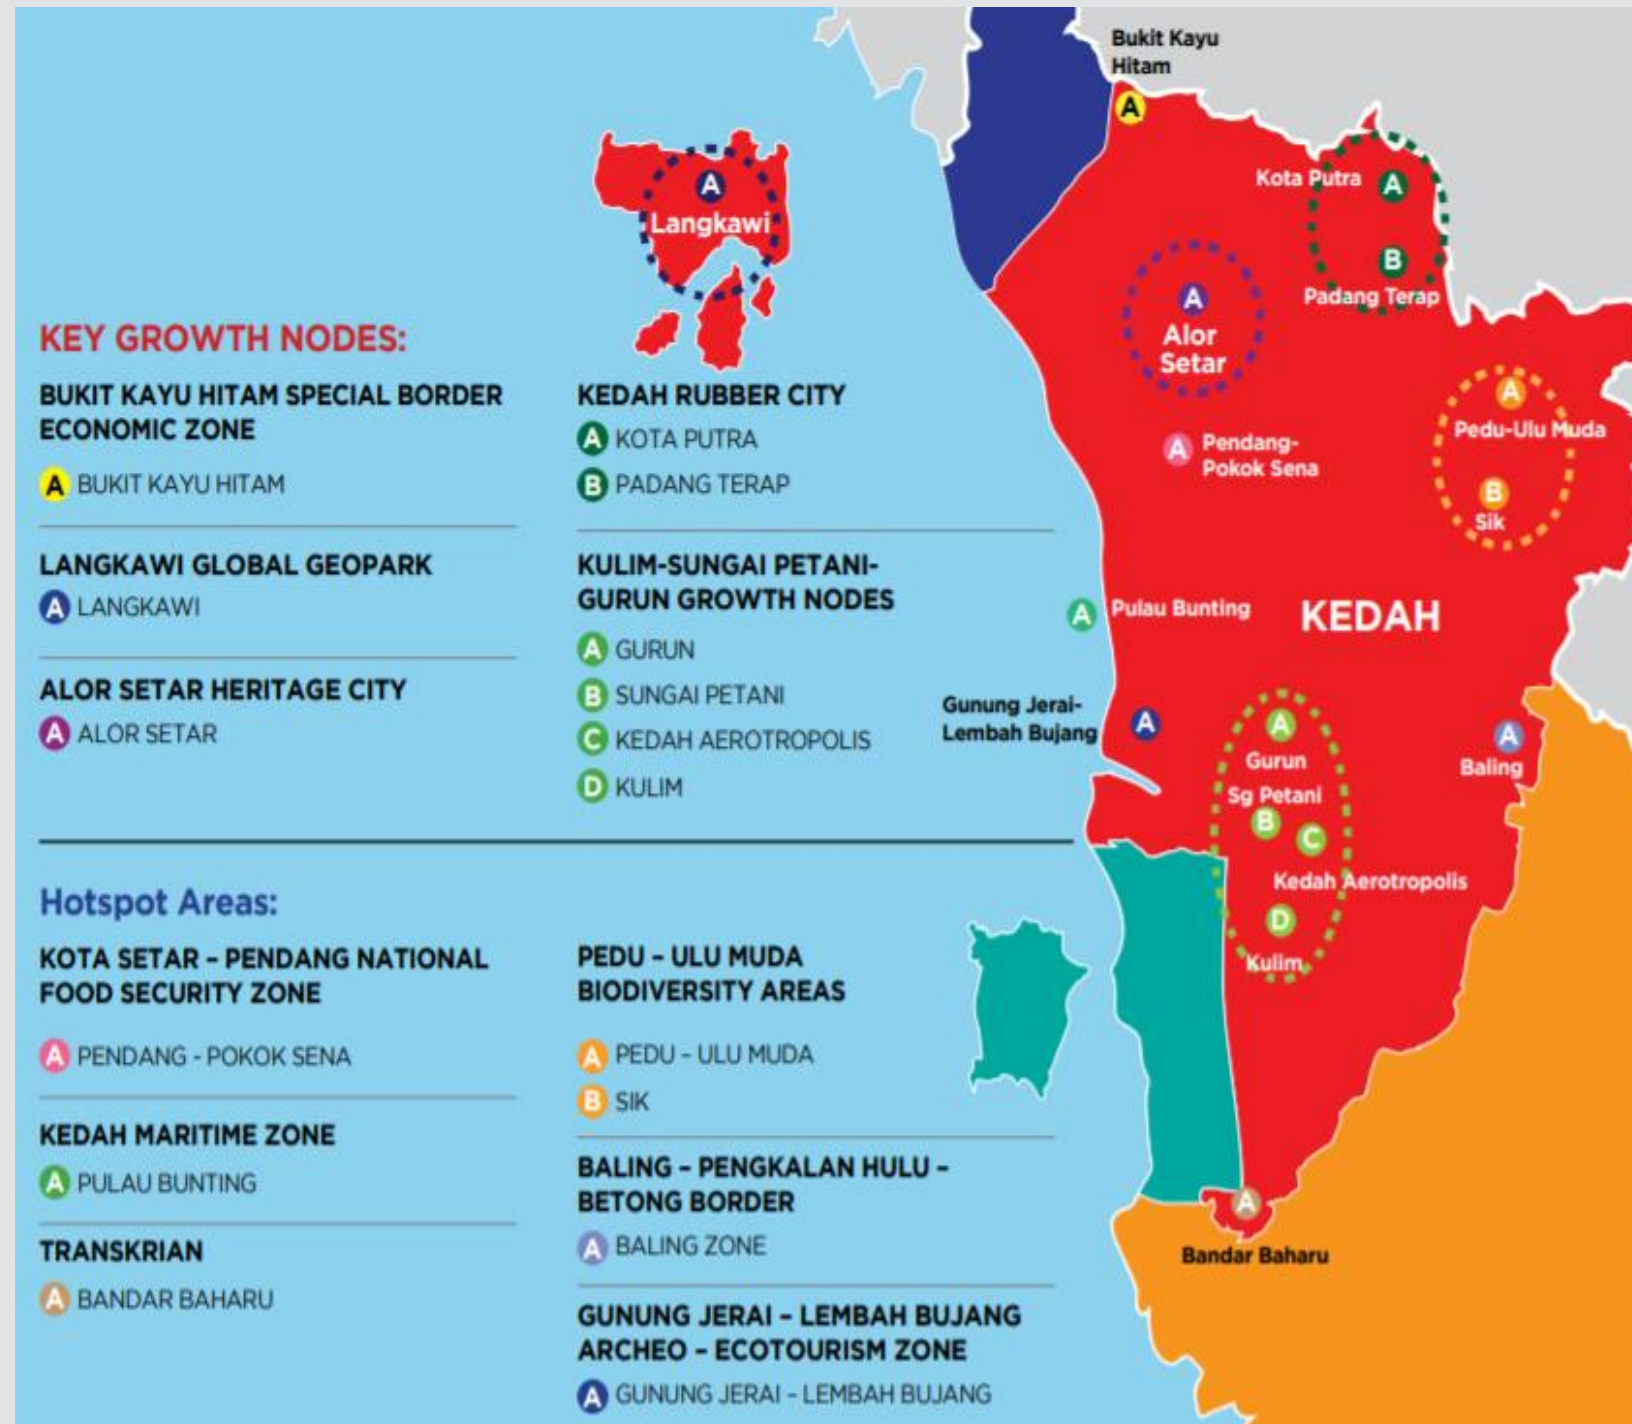 KEY GROWTH NODES:
BUKIT KAYU HITAM SPECIAL BORDER
ECONOMIC ZONE
A BUKIT KAYU HITAM
LANGKAWI GLOBAL GEOPARK
A LANGKAWI
ALOR SETAR HERITAGE CITY
A ALOR SETAR
KEDAH RUBBER CITY
A KOTA PUTRA
B PADANG TERAP
KULIM-SUNGAI PETANI-
GURUN GROWTH NODES
A GURUN
B SUNGAI PETANI
C KEDAH AEROTROPOLIS
D KULIM
Hotspot Areas:
KOTA SETAR – PENDANG NATIONAL
FOOD SECURITY ZONE
A PENDANG - POKOK SENA
KEDAH MARITIME ZONE
A PULAU BUNTING
TRANSKRIAN
A BANDAR BAHARU
PEDU – ULU MUDA
BIODIVERSITY AREAS
A PEDU – ULU MUDA
B SIK
BALING – PENGKALAN HULU –
BETONG BORDER
A BALING ZONE
GUNUNG JERAI – LEMBAH BUJANG
ARCHEO – ECOTOURISM ZONE
A GUNUNG JERAI – LEMBAH BUJANG
Bukit Kayu
Hitam
A
A
Langkawi
Kota Putra A
B
Padang Terap
A
Alor
Setar
A
Pedu-Ulu Muda
B
Sik
A Pendang-
Pokok Sena
A Pulau Bunting
KEDAH
Gunung Jerai-
Lembah Bujang A
A
Gurun
Sg Petani
B
C
Kedah Aerotropolis
D
Kulim
A
Baling
A
Bandar Baharu